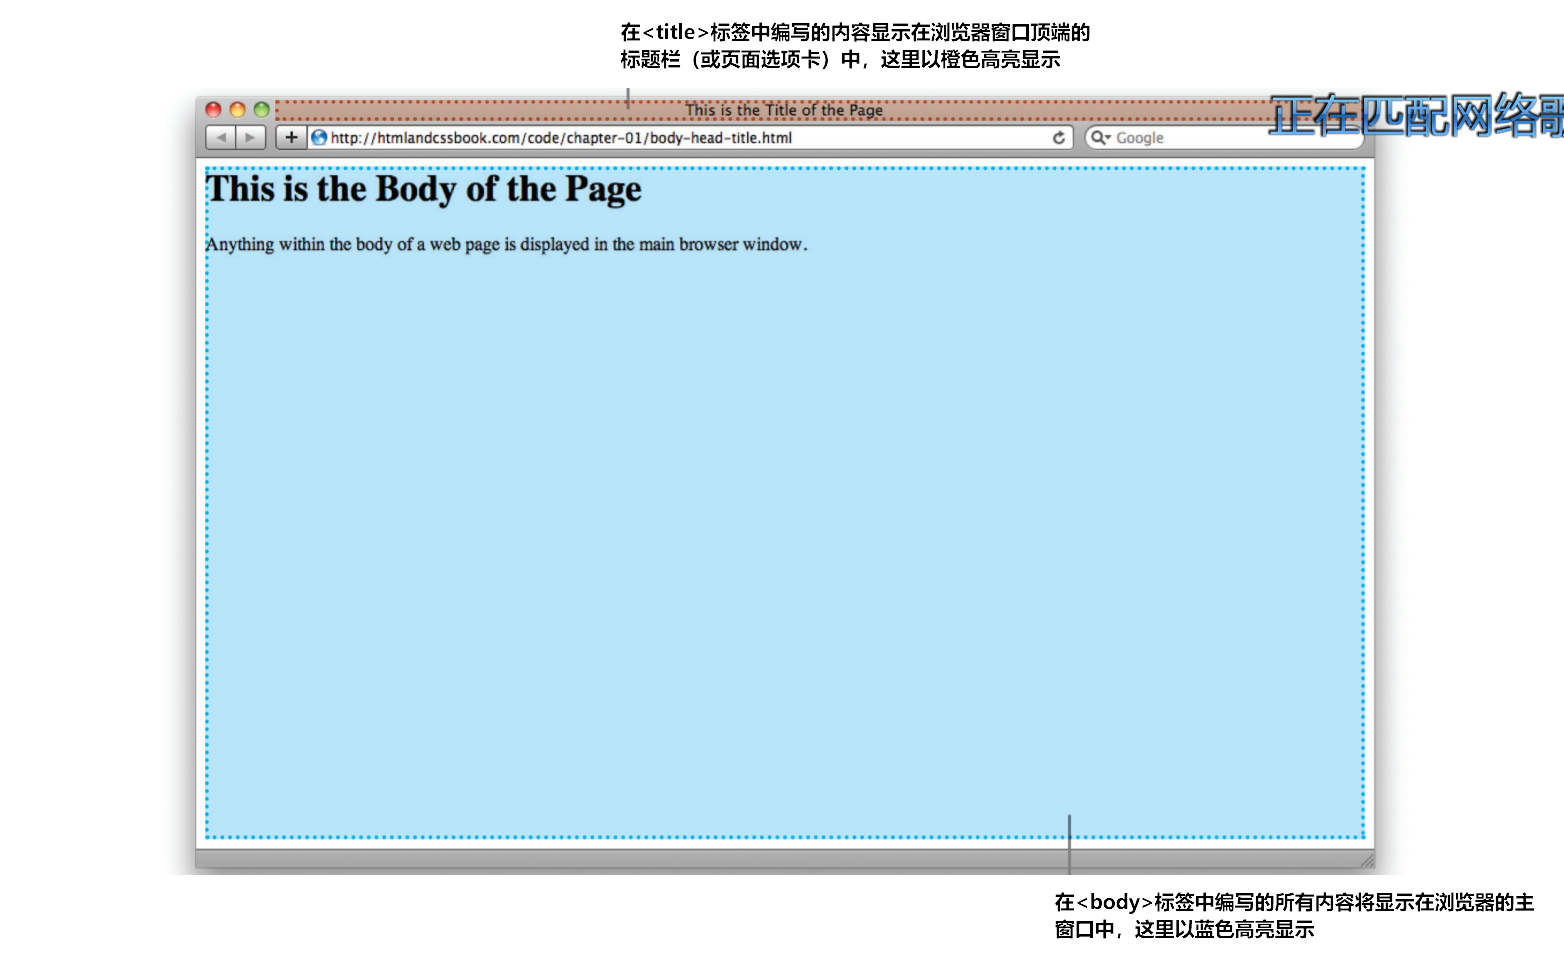 在<title>标签中编写的内容显示在浏览器窗口顶端的
标题栏（或页面选项卡）中，这里以橙色高亮显示
This is the Title of the Page
正在匹配网络歌
http://htmlandcssbook.com/code/chapter-01/body-head-title.html
Google
This is the Body of the Page
Anything within the body of a web page is displayed in the main browser window.
在<body>标签中编写的所有内容将显示在浏览器的主
窗口中，这里以蓝色高亮显示